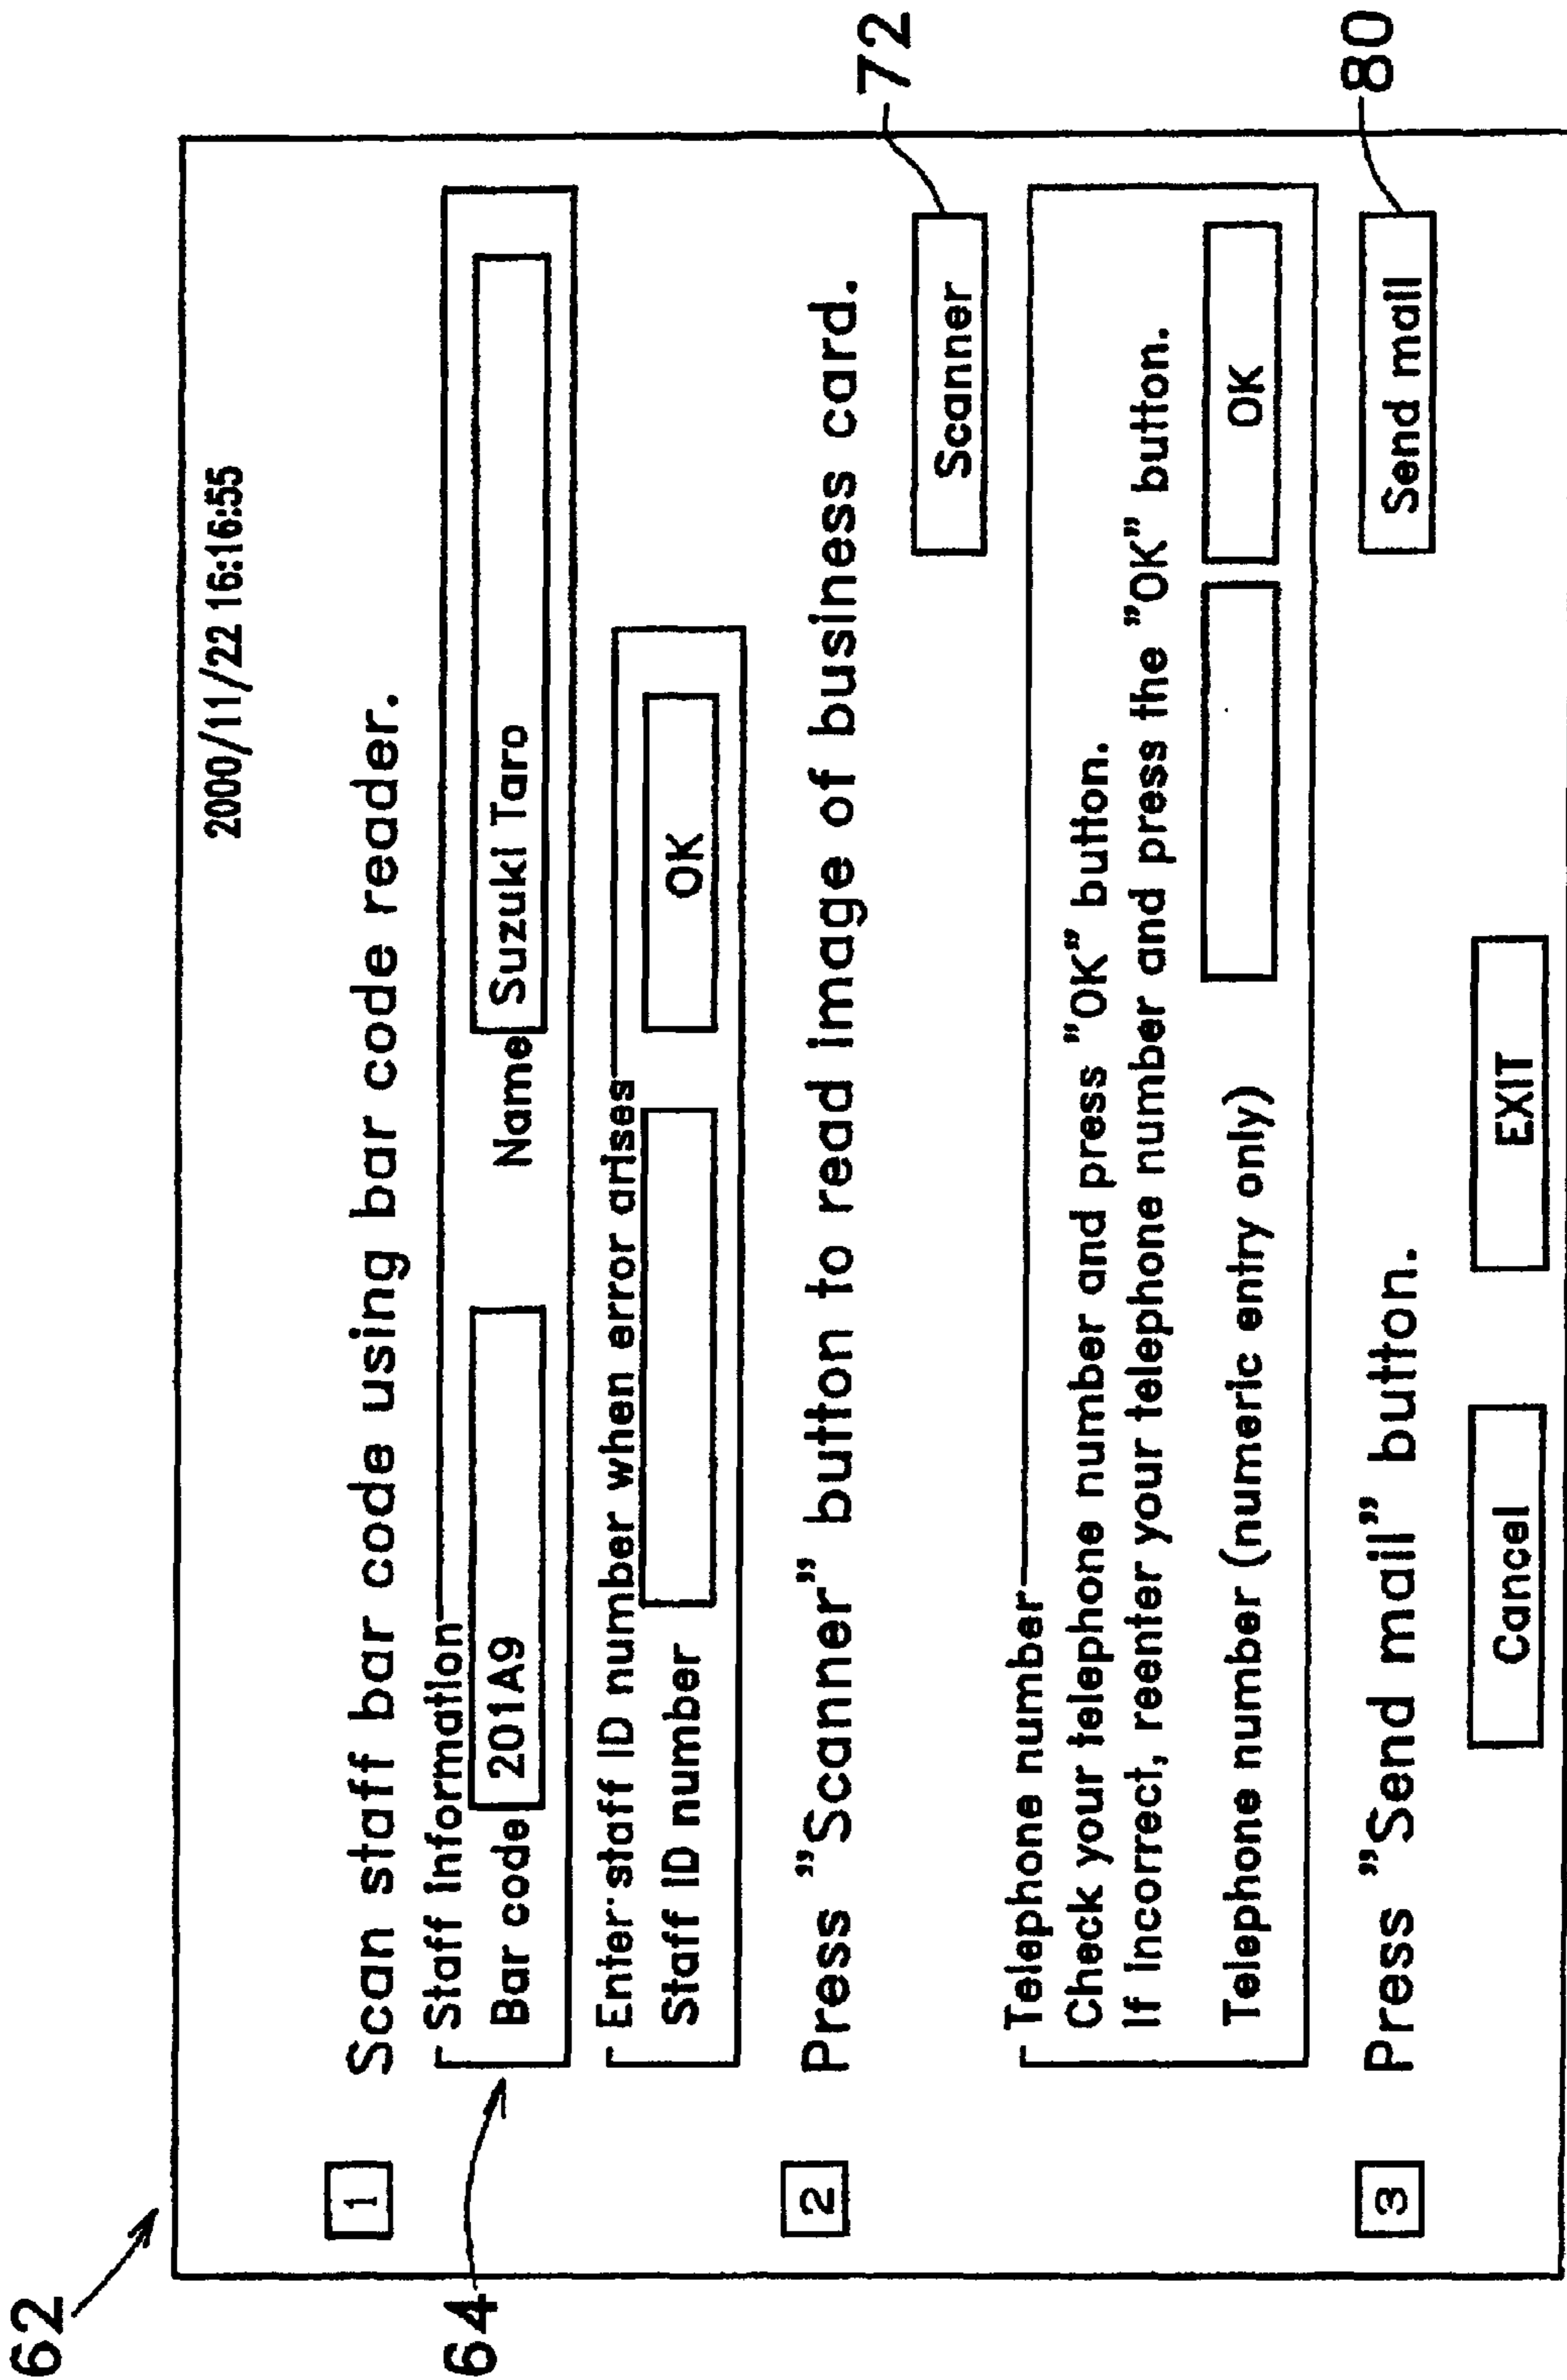 62
2000/11/22 16:16:55
1 Scan staff bar code using bar code reader.
64
Staff information
Bar code 201A9 Name Suzuki Taro
Enter staff ID number when error arises
Staff ID number OK
2 Press "Scanner" button to read image of business card.
Scanner 72
Telephone number
Check your telephone number and press "OK" button.
If incorrect, reenter your telephone number and press the "OK" button.
Telephone number (numeric entry only) OK
3 Press "Send mail" button.
Send mail 80
Cancel EXIT